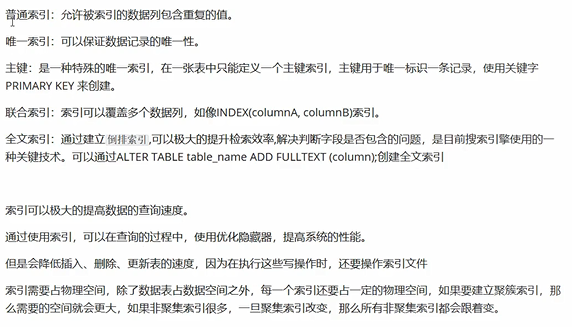 普通索引：允许被索引的数据列包含重复的值。
唯一索引：可以保证数据记录的唯一性。
主键：是一种特殊的唯一索引，在一张表中只能定义一个主键索引，主键用于唯一标识一条记录，使用关键字
PRIMARY KEY 来创建。
联合索引：索引可以覆盖多个数据列，如像INDEX(columnA, columnB)索引。
全文索引：通过建立倒排索引,可以极大的提升检索效率,解决判断字段是否包含的问题，是目前搜索引擎使用的一
种关键技术。可以通过ALTER TABLE table_name ADD FULLTEXT (column);创建全文索引
索引可以极大的提高数据的查询速度。
通过使用索引，可以在查询的过程中，使用优化隐藏器，提高系统的性能。
但是会降低插入、删除、更新表的速度，因为在执行这些写操作时，还要操作索引文件
索引需要占物理空间，除了数据表占数据空间之外，每一个索引还要占一定的物理空间，如果要建立聚簇索引，那
么需要的空间就会更大，如果非聚集索引很多，一旦聚集索引改变，那么所有非聚集索引都会跟着变。